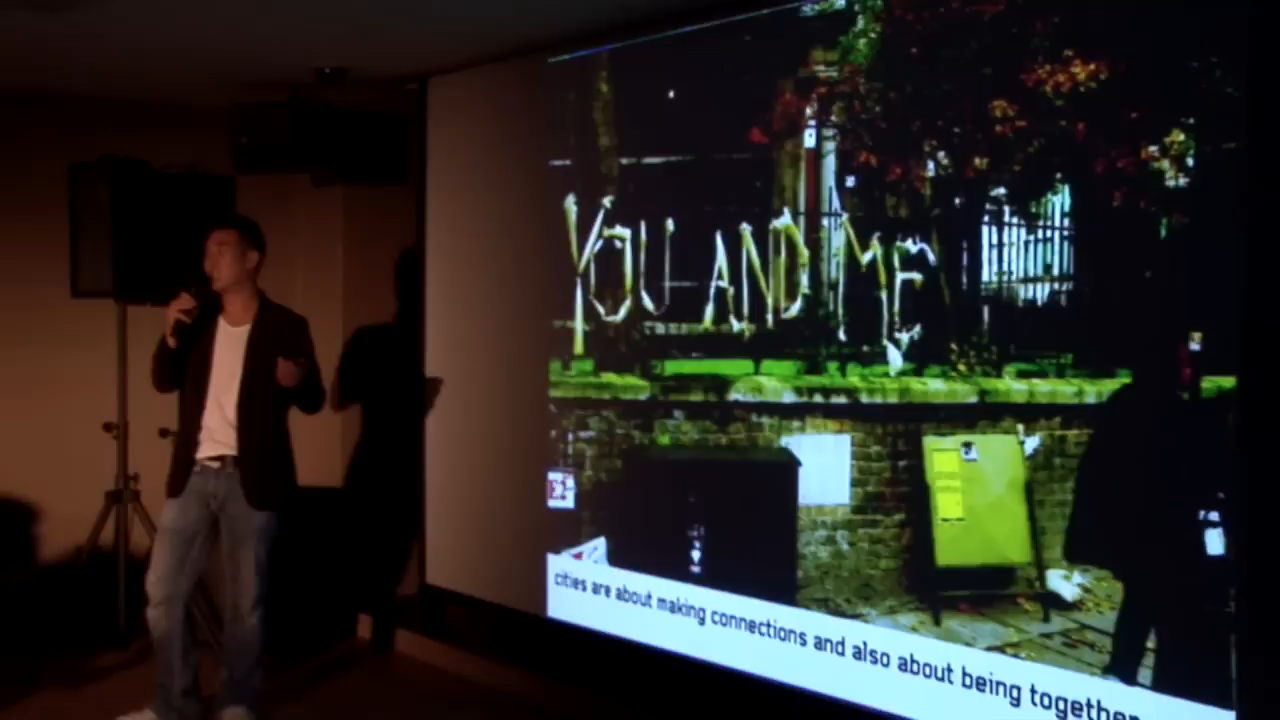 YOU AND ME
E2
cities are about making connections and also about being together